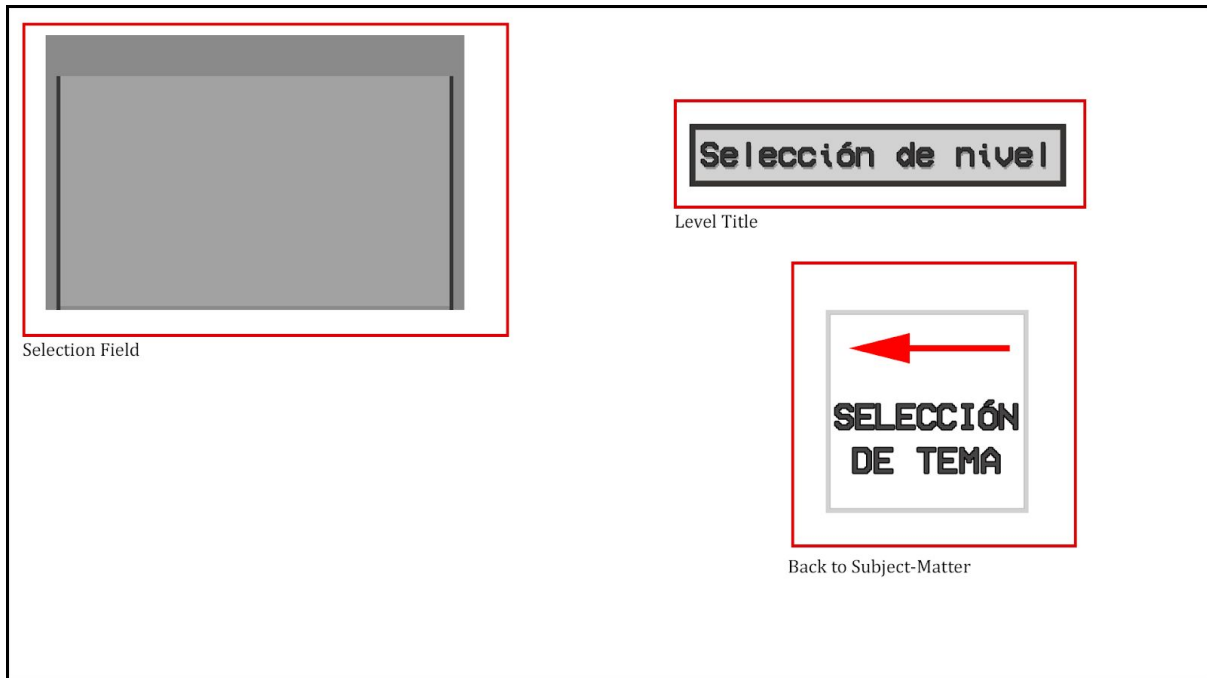 Selection Field
Selección de nivel
Level Title
SELECCIÓN
DE TEMA
Back to Subject-Matter